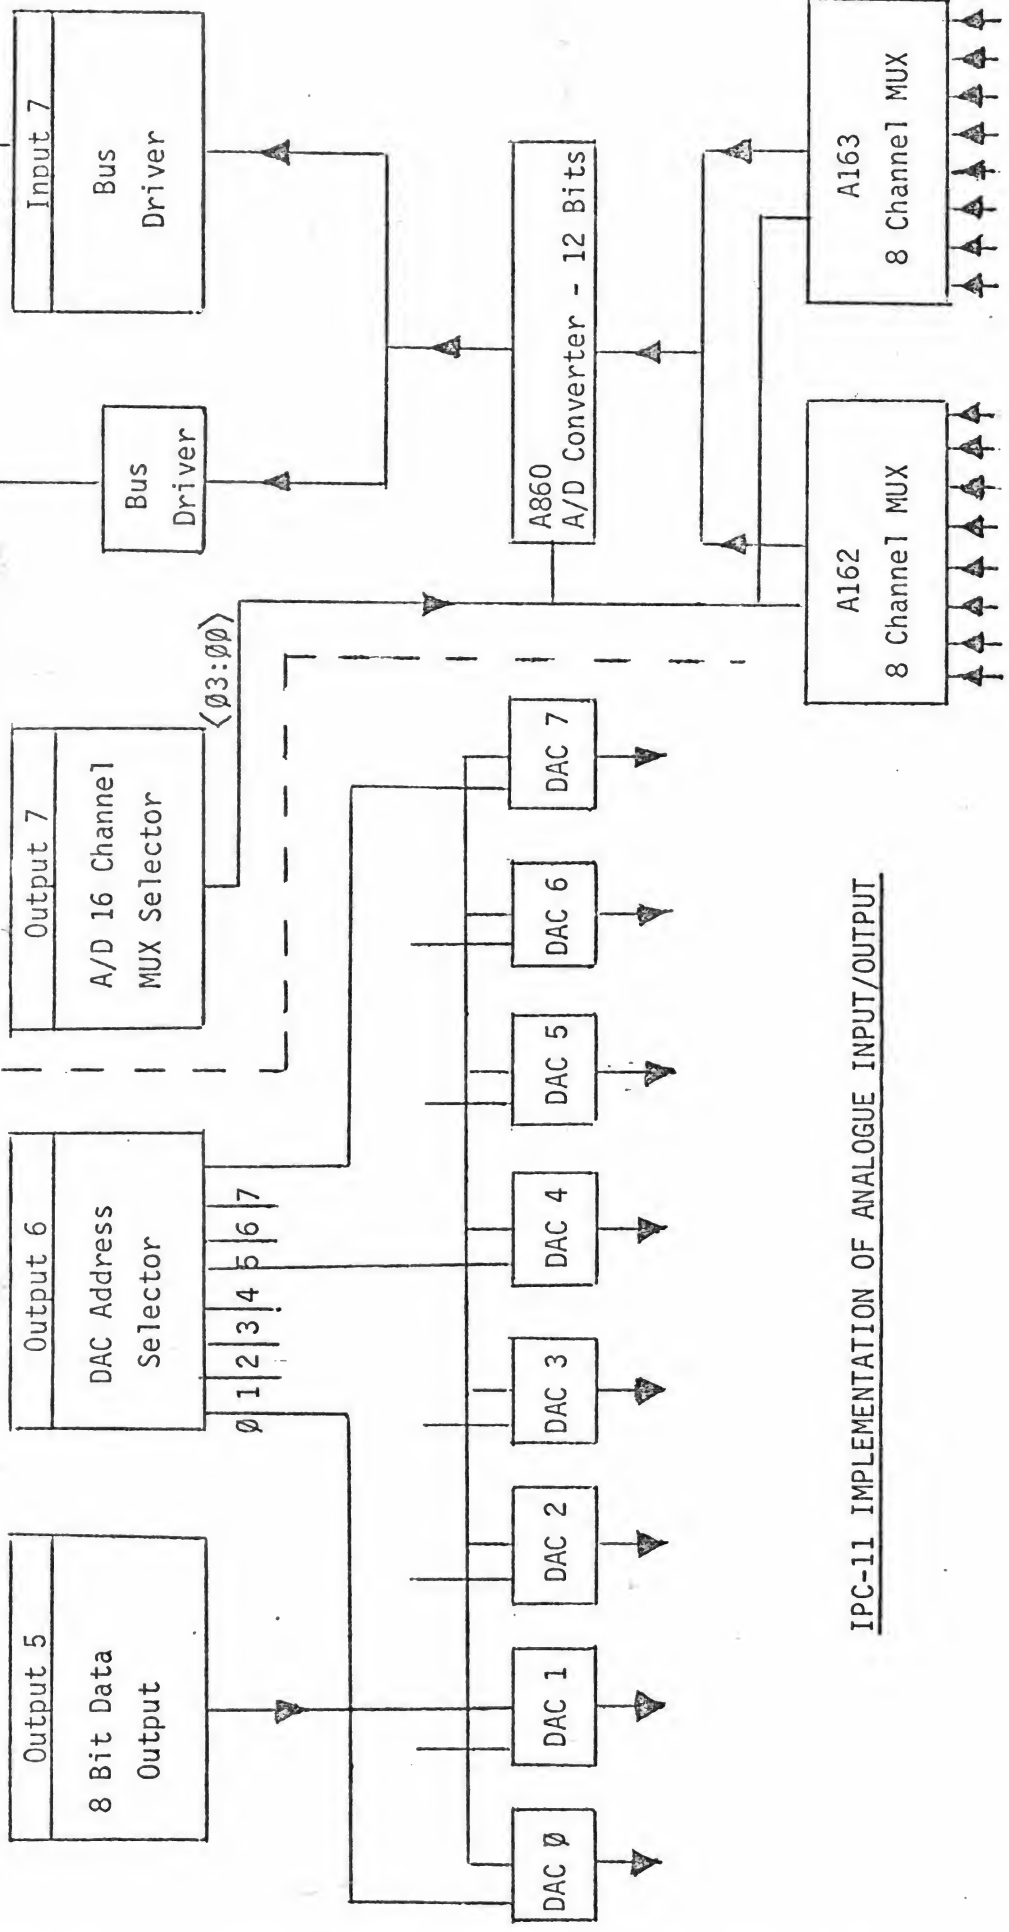 Output 5
8 Bit Data
Output
Output 6
DAC Address
Selector
Ø 1 2 3 4 5 6 7
Output 7
A/D 16 Channel
MUX Selector
<Ø3:ØØ>
Bus
Driver
Input 7
Bus
Driver
A860
A/D Converter - 12 Bits
DAC Ø
DAC 1
DAC 2
DAC 3
DAC 4
DAC 5
DAC 6
DAC 7
A162
8 Channel MUX
A163
8 Channel MUX
IPC-11 IMPLEMENTATION OF ANALOGUE INPUT/OUTPUT